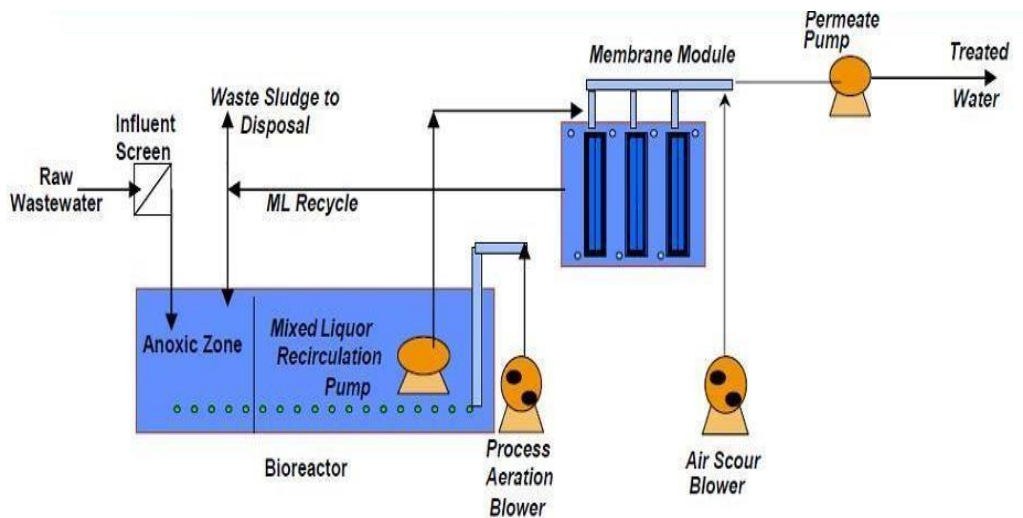 Permeate
Pump
Treated
Water
Membrane Module
Waste Sludge to
Disposal
Influent
Screen
Raw
Wastewater
ML Recycle
Anoxic Zone
Mixed Liquor
Recirculation
Pump
Bioreactor
Process
Aeration
Blower
Air Scour
Blower